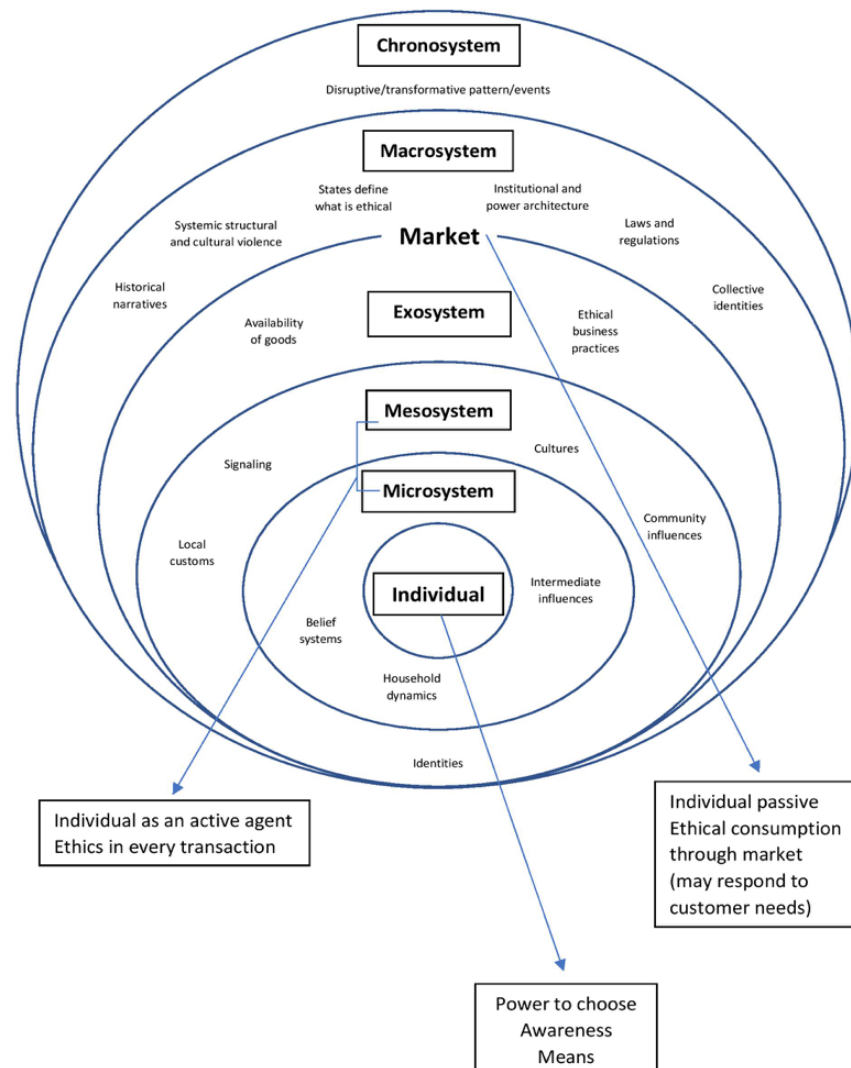 Chronosystem
Disruptive/transformative pattern/events
Macrosystem
States define
what is ethical
Institutional and
power architecture
Systemic structural
and cultural violence
Market
Laws and
regulations
Historical
narratives
Collective
identities
Availability
of goods
Exosystem
Ethical
business
practices
Mesosystem
Signaling
Cultures
Microsystem
Local
customs
Community
influences
Individual
Intermediate
influences
Belief
systems
Household
dynamics
Identities
Individual as an active agent
Ethics in every transaction
Individual passive
Ethical consumption
through market
(may respond to
customer needs)
Power to choose
Awareness
Means